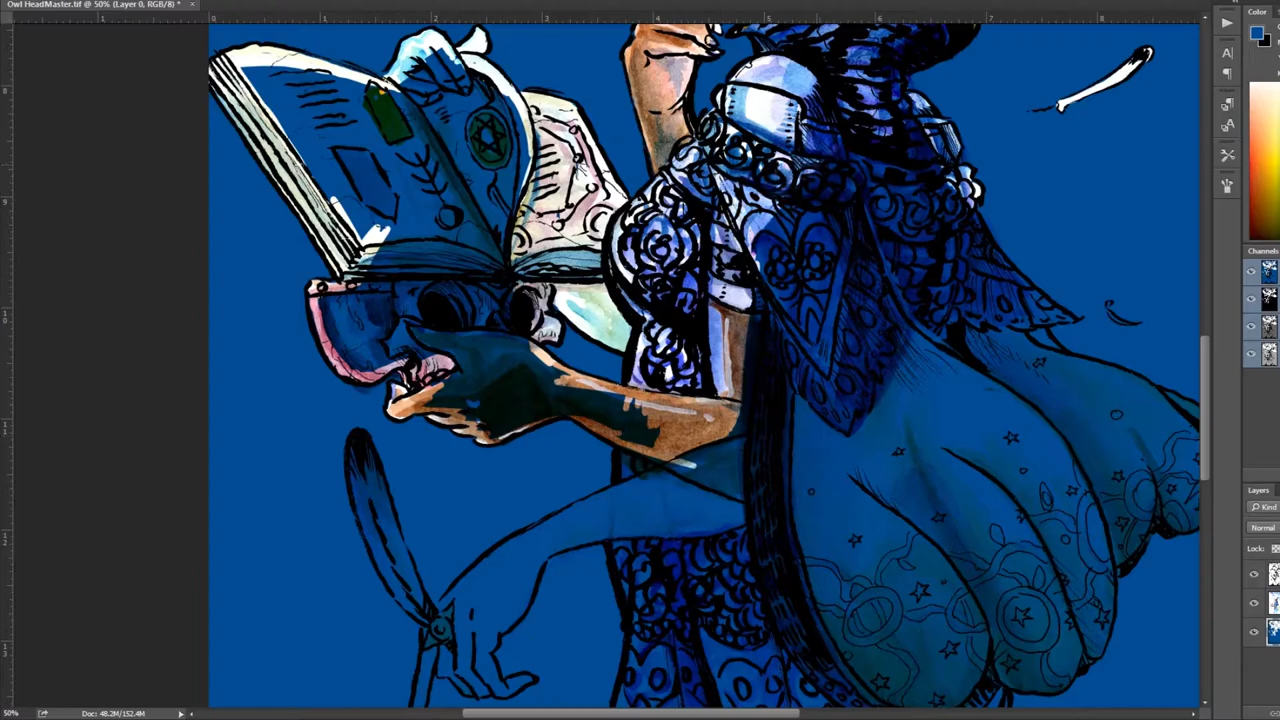 Owl HeadMaster.tif @ 50% (Layer 0, RGB/8) *
Color
Channels
Layers
Kind
Normal
Lock:
50%
Doc: 48.2M/152.4M